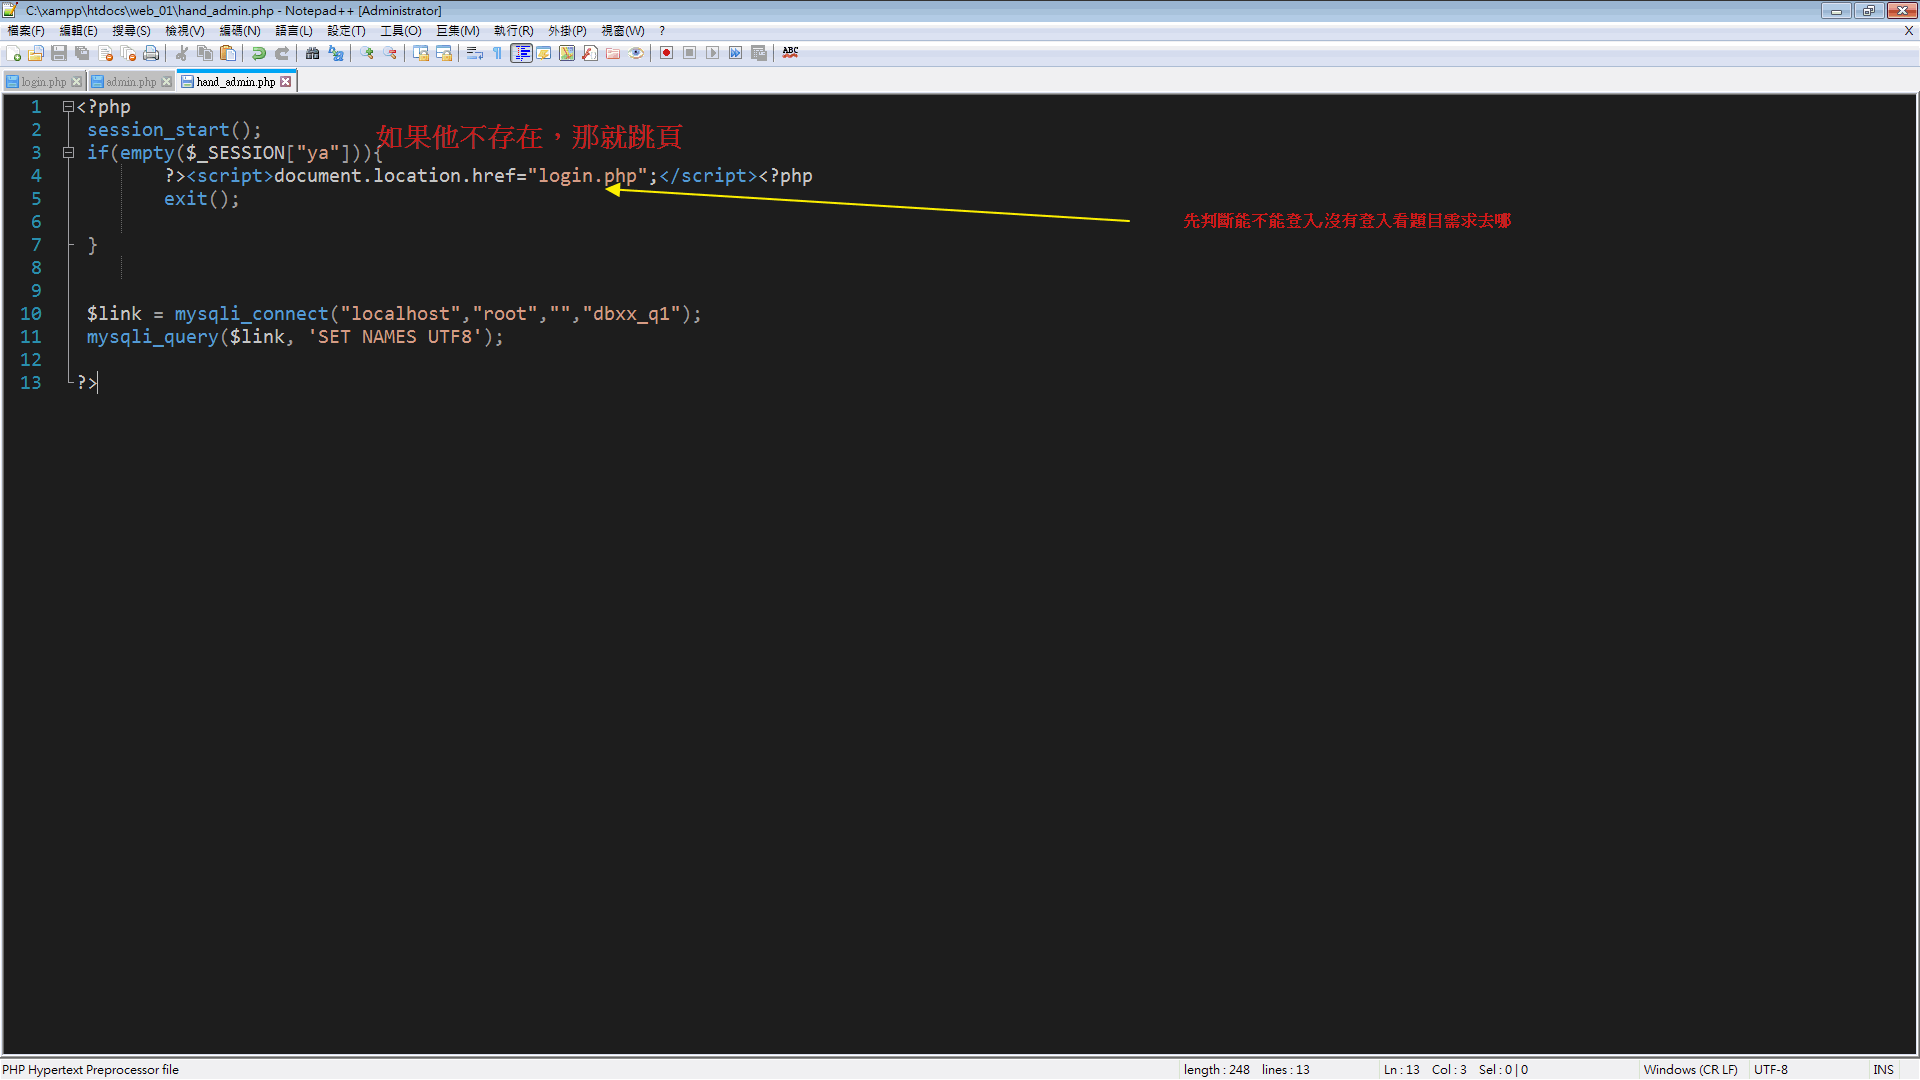 C:\xampp\htdocs\web_01\hand_admin.php - Notepad++ [Administrator]
檔案(F) 編輯(E) 搜尋(S) 檢視(V) 編碼(N) 語言(L) 設定(T) 工具(O) 巨集(M) 執行(R) 外掛(P) 視窗(W) ? X
ABC
login.php admin.php hand_admin.php
1 <?php
2 session_start();
如果他不存在，那就跳頁
3 if(empty($_SESSION["ya"])){
4 ?><script>document.location.href="login.php";</script><?php
5 exit();
先判斷能不能登入,沒有登入看題目需求去哪
6
7 }
8
9
10 $link = mysqli_connect("localhost","root","","dbxx_q1");
11 mysqli_query($link, 'SET NAMES UTF8');
12
13 ?>
PHP Hypertext Preprocessor file length : 248 lines : 13 Ln : 13 Col : 3 Sel : 0 | 0 Windows (CR LF) UTF-8 INS